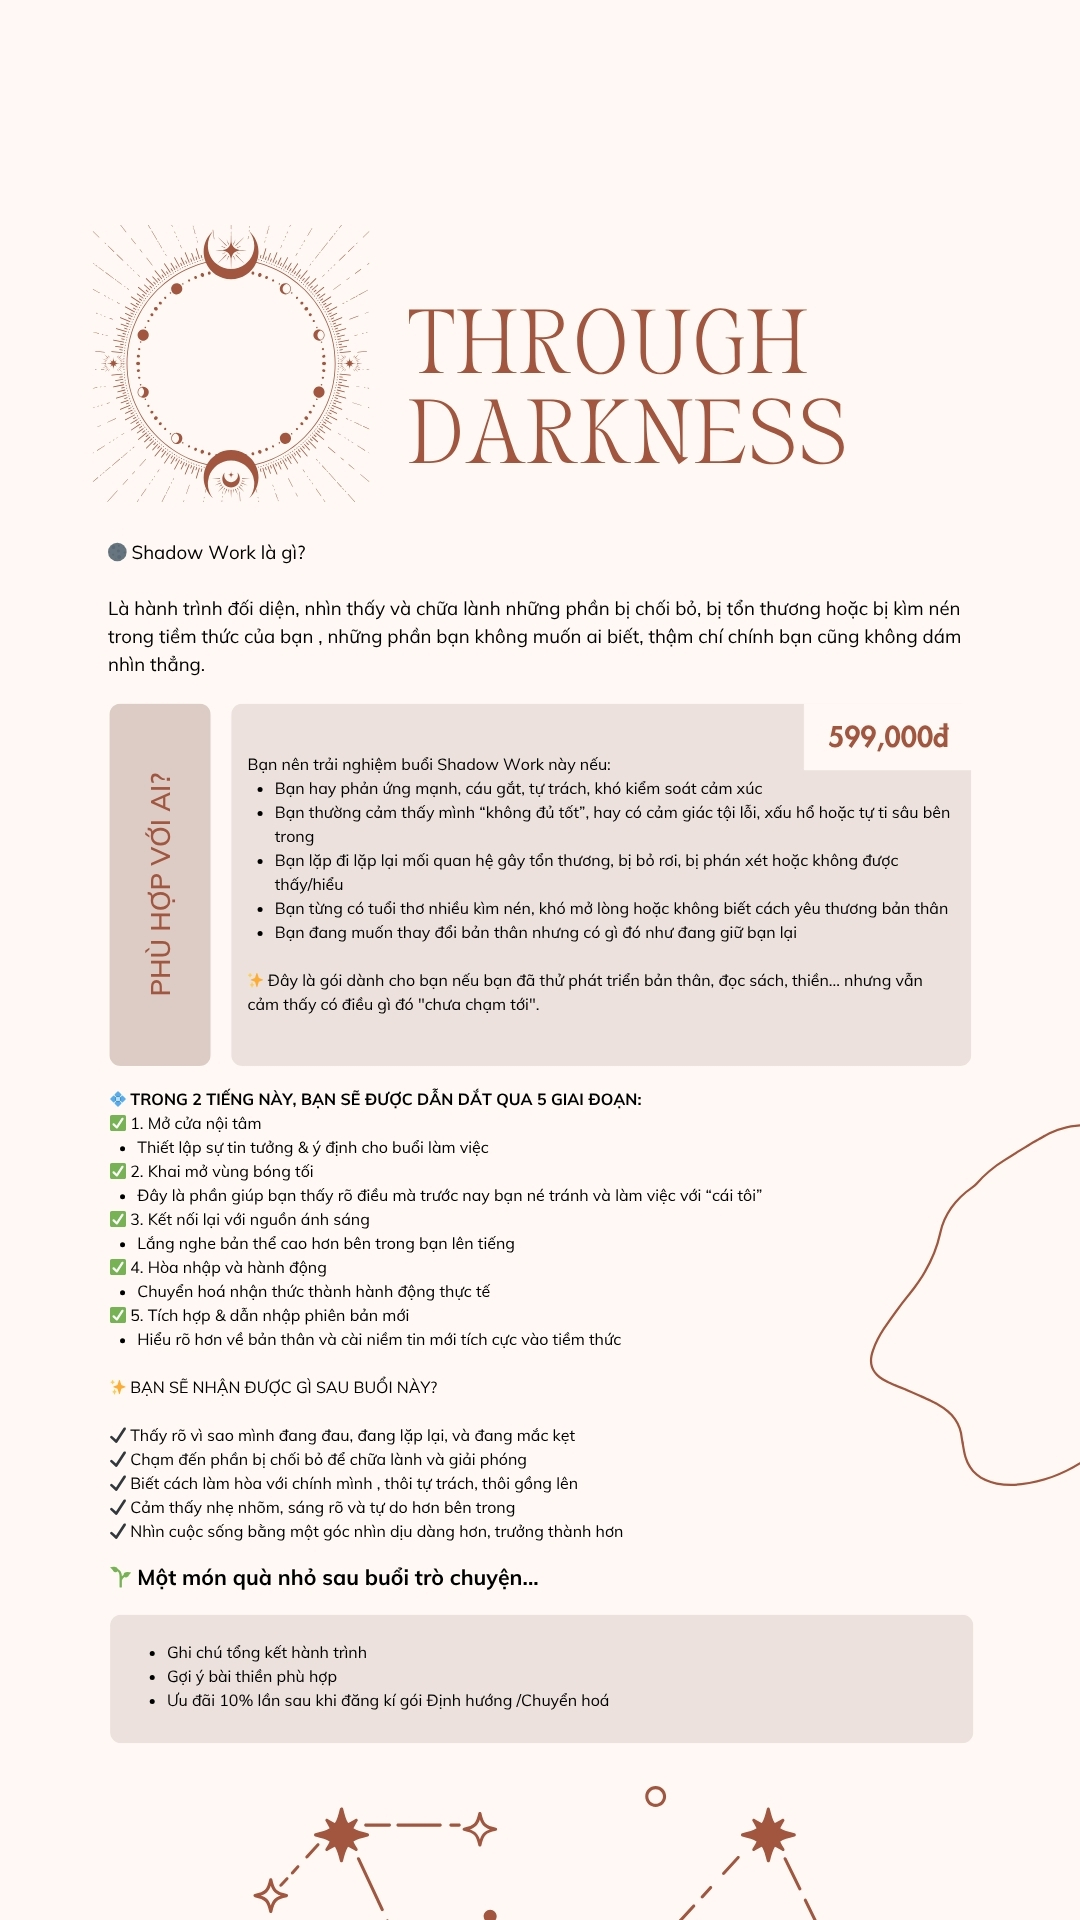 THROUGH
DARKNESS
🌑 Shadow Work là gì?
Là hành trình đối diện, nhìn thấy và chữa lành những phần bị chối bỏ, bị tổn thương hoặc bị kìm nén
trong tiềm thức của bạn , những phần bạn không muốn ai biết, thậm chí chính bạn cũng không dám
nhìn thẳng.
PHÙ HỢP VỚI AI?
599,000đ
Bạn nên trải nghiệm buổi Shadow Work này nếu:
• Bạn hay phản ứng mạnh, cáu gắt, tự trách, khó kiểm soát cảm xúc
• Bạn thường cảm thấy mình “không đủ tốt”, hay có cảm giác tội lỗi, xấu hổ hoặc tự ti sâu bên
trong
• Bạn lặp đi lặp lại mối quan hệ gây tổn thương, bị bỏ rơi, bị phán xét hoặc không được
thấy/hiểu
• Bạn từng có tuổi thơ nhiều kìm nén, khó mở lòng hoặc không biết cách yêu thương bản thân
• Bạn đang muốn thay đổi bản thân nhưng có gì đó như đang giữ bạn lại
✨ Đây là gói dành cho bạn nếu bạn đã thử phát triển bản thân, đọc sách, thiền... nhưng vẫn
cảm thấy có điều gì đó "chưa chạm tới".
💠 TRONG 2 TIẾNG NÀY, BẠN SẼ ĐƯỢC DẪN DẮT QUA 5 GIAI ĐOẠN:
✅ 1. Mở cửa nội tâm
• Thiết lập sự tin tưởng & ý định cho buổi làm việc
✅ 2. Khai mở vùng bóng tối
• Đây là phần giúp bạn thấy rõ điều mà trước nay bạn né tránh và làm việc với “cái tôi”
✅ 3. Kết nối lại với nguồn ánh sáng
• Lắng nghe bản thể cao hơn bên trong bạn lên tiếng
✅ 4. Hòa nhập và hành động
• Chuyển hoá nhận thức thành hành động thực tế
✅ 5. Tích hợp & dẫn nhập phiên bản mới
• Hiểu rõ hơn về bản thân và cài niềm tin mới tích cực vào tiềm thức
✨ BẠN SẼ NHẬN ĐƯỢC GÌ SAU BUỔI NÀY?
✔ Thấy rõ vì sao mình đang đau, đang lặp lại, và đang mắc kẹt
✔ Chạm đến phần bị chối bỏ để chữa lành và giải phóng
✔ Biết cách làm hòa với chính mình , thôi tự trách, thôi gồng lên
✔ Cảm thấy nhẹ nhõm, sáng rõ và tự do hơn bên trong
✔ Nhìn cuộc sống bằng một góc nhìn dịu dàng hơn, trưởng thành hơn
🌱 Một món quà nhỏ sau buổi trò chuyện...
• Ghi chú tổng kết hành trình
• Gợi ý bài thiền phù hợp
• Ưu đãi 10% lần sau khi đăng kí gói Định hướng /Chuyển hoá